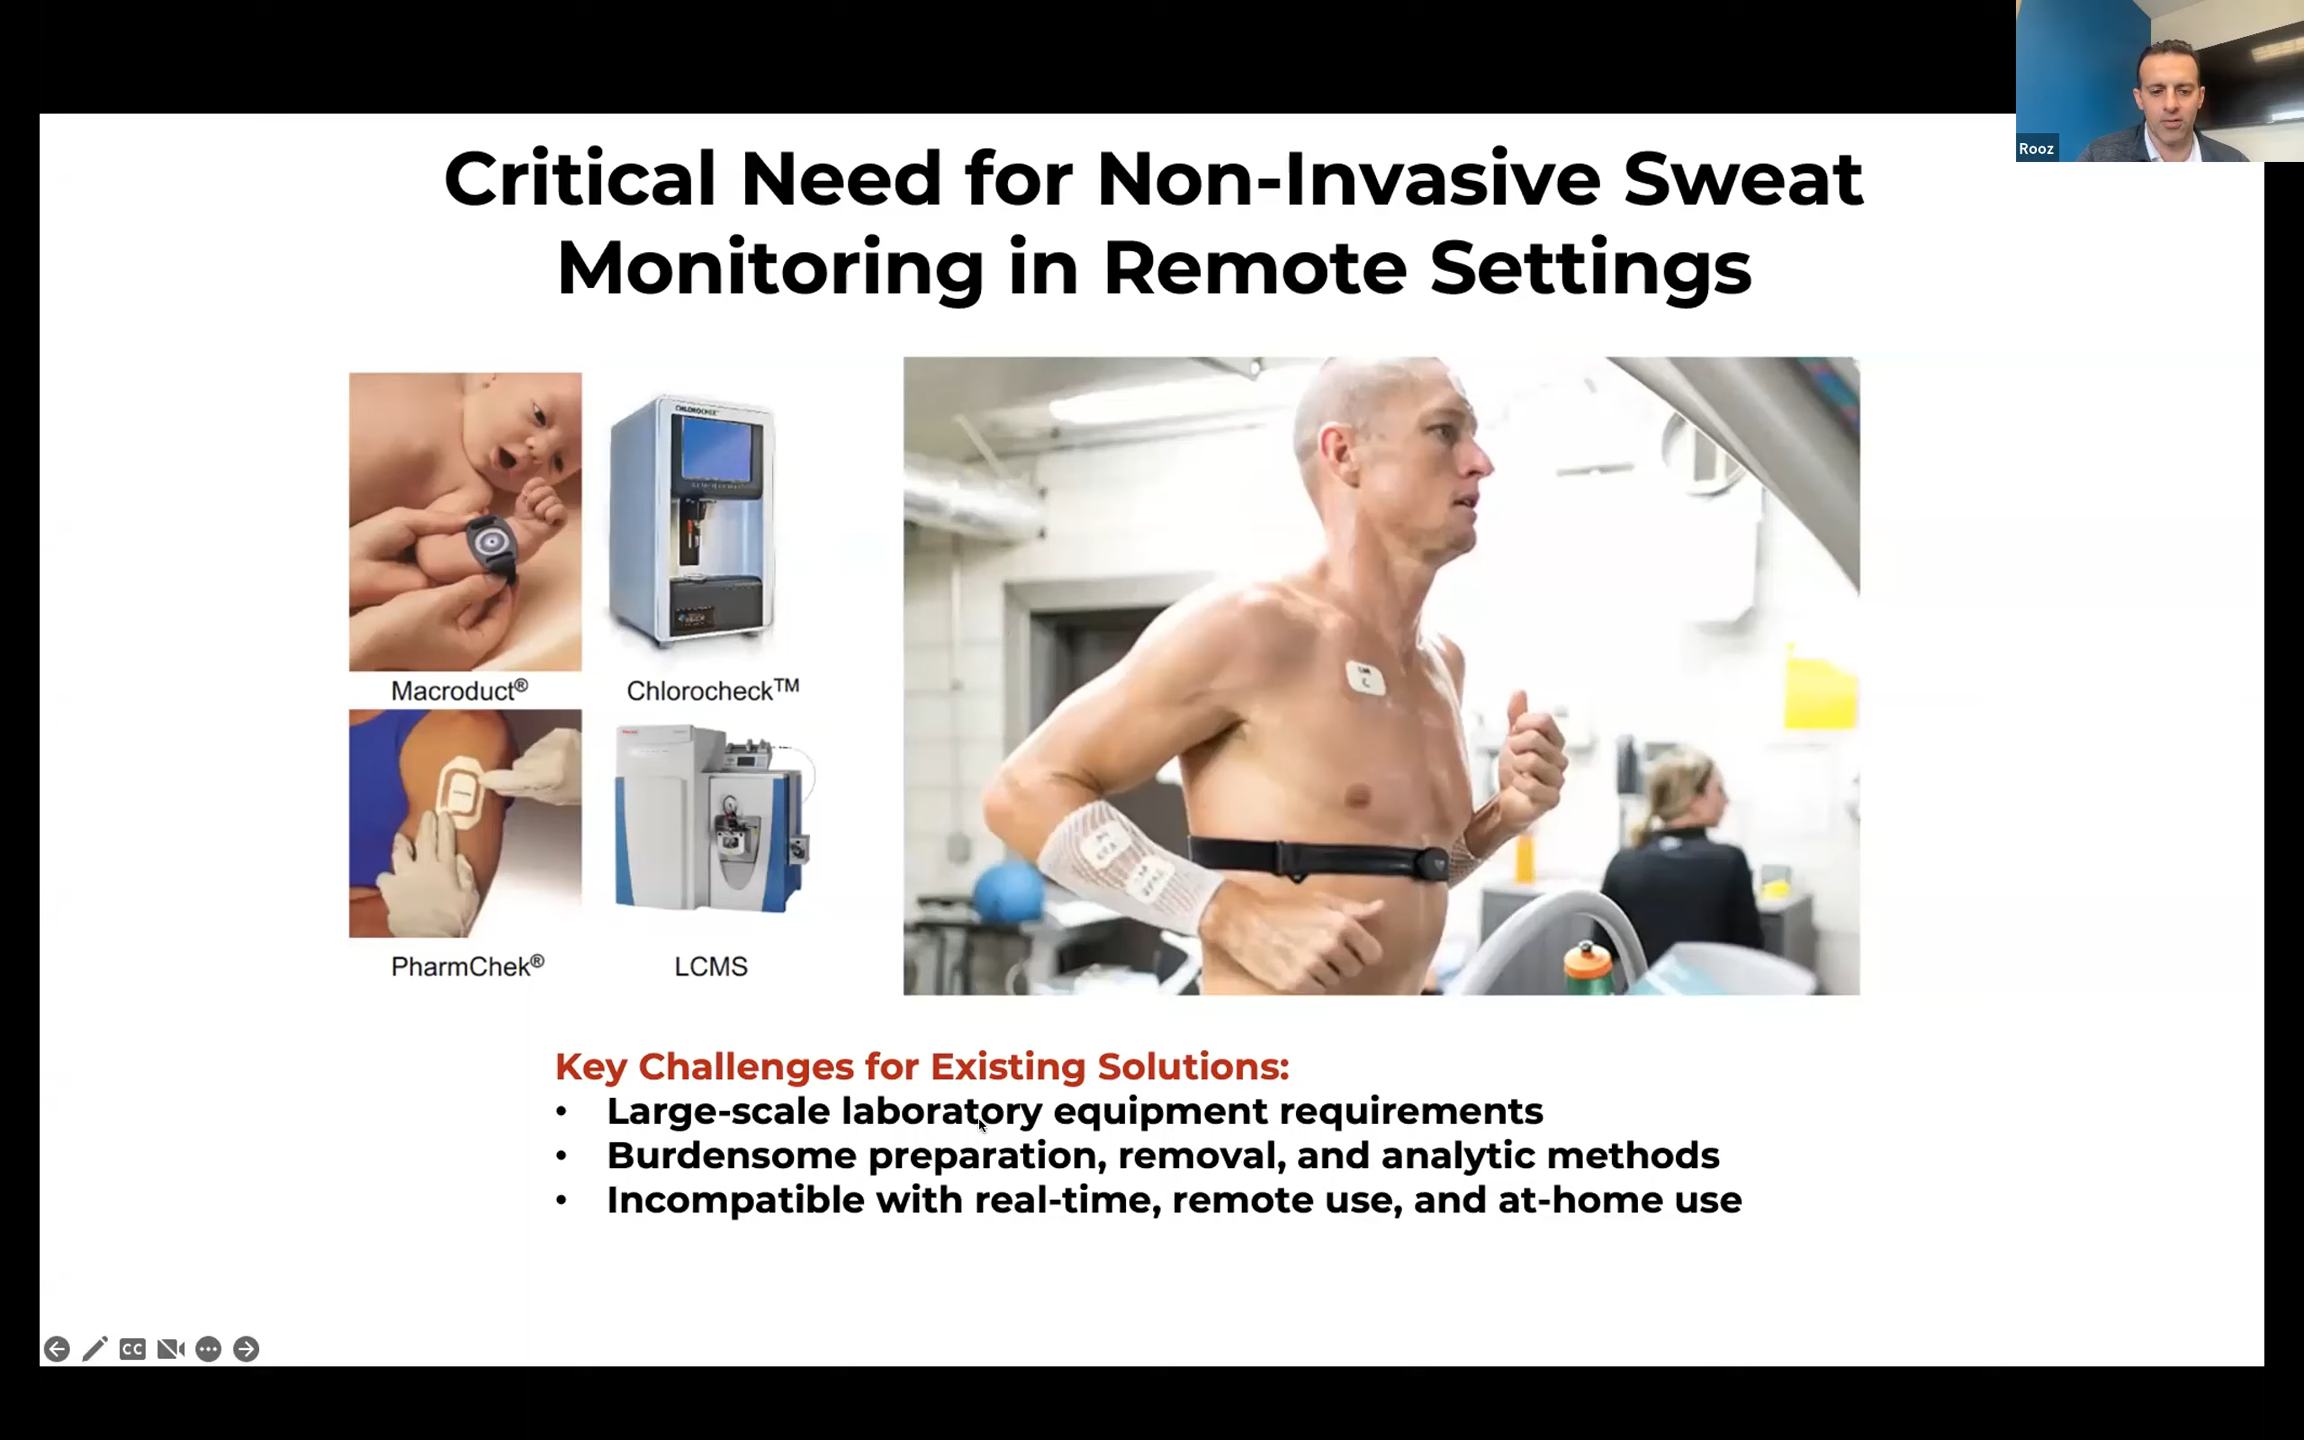 Rooz
Critical Need for Non-Invasive Sweat
Monitoring in Remote Settings
CHLOROCHEK
Macroduct®
Chlorocheck™
PharmChek®
LCMS
Key Challenges for Existing Solutions:
• Large-scale laboratory equipment requirements
• Burdensome preparation, removal, and analytic methods
• Incompatible with real-time, remote use, and at-home use
CC